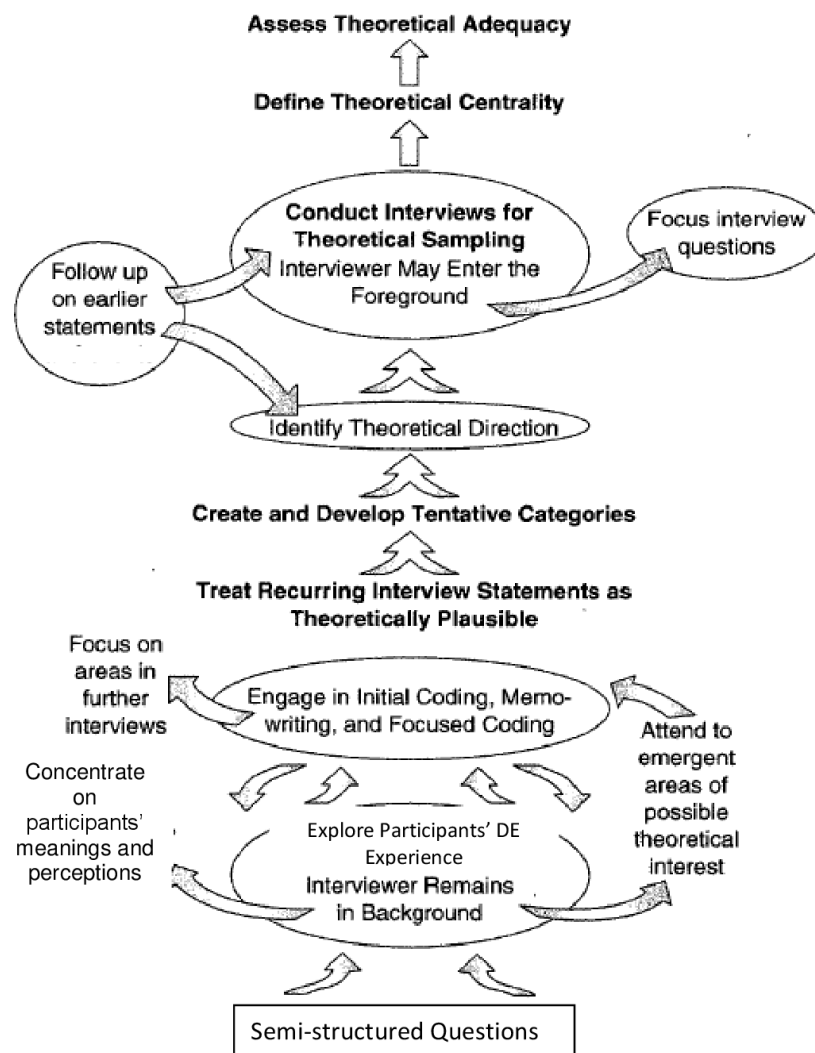 Assess Theoretical Adequacy
Define Theoretical Centrality
Conduct Interviews for
Theoretical Sampling
Interviewer May Enter the
Foreground
Focus interview
questions
Follow up
on earlier
statements
Identify Theoretical Direction
Create and Develop Tentative Categories
Treat Recurring Interview Statements as
Theoretically Plausible
Focus on
areas in
further
interviews
Engage in Initial Coding, Memo-
writing, and Focused Coding
Attend to
emergent
areas of
possible
theoretical
interest
Concentrate
on
participants'
meanings and
perceptions
Explore Participants' DE
Experience
Interviewer Remains
in Background
Semi-structured Questions